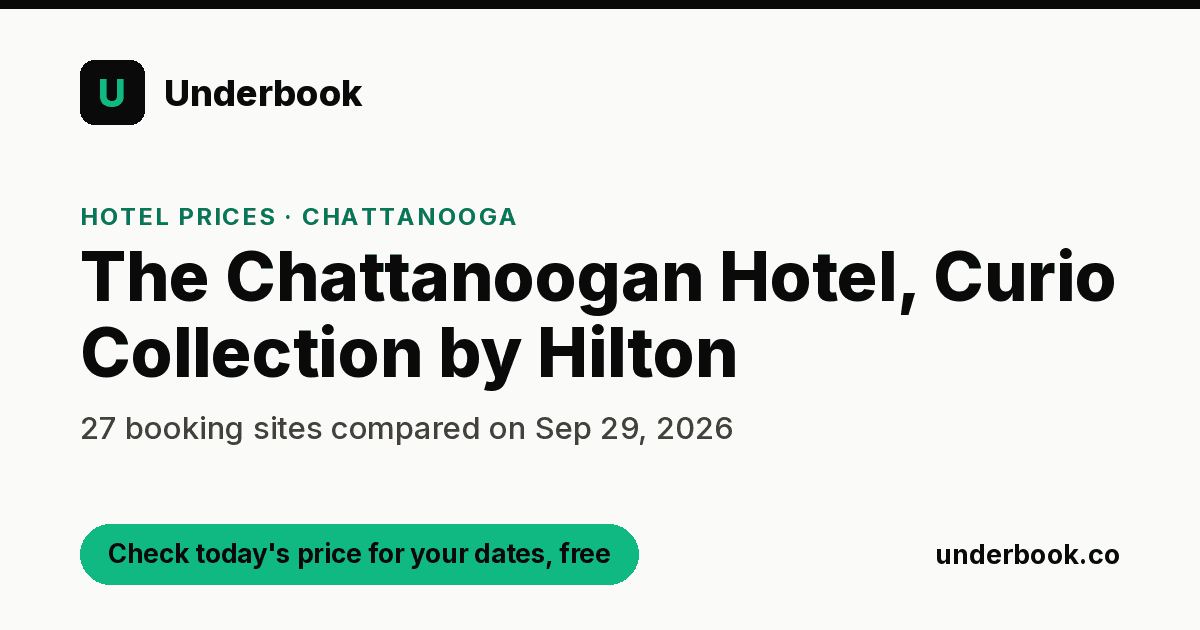 U Underbook
HOTEL PRICES · CHATTANOOGA
The Chattanoogan Hotel, Curio
Collection by Hilton
27 booking sites compared on Sep 29, 2026
Check today's price for your dates, free
underbook.co